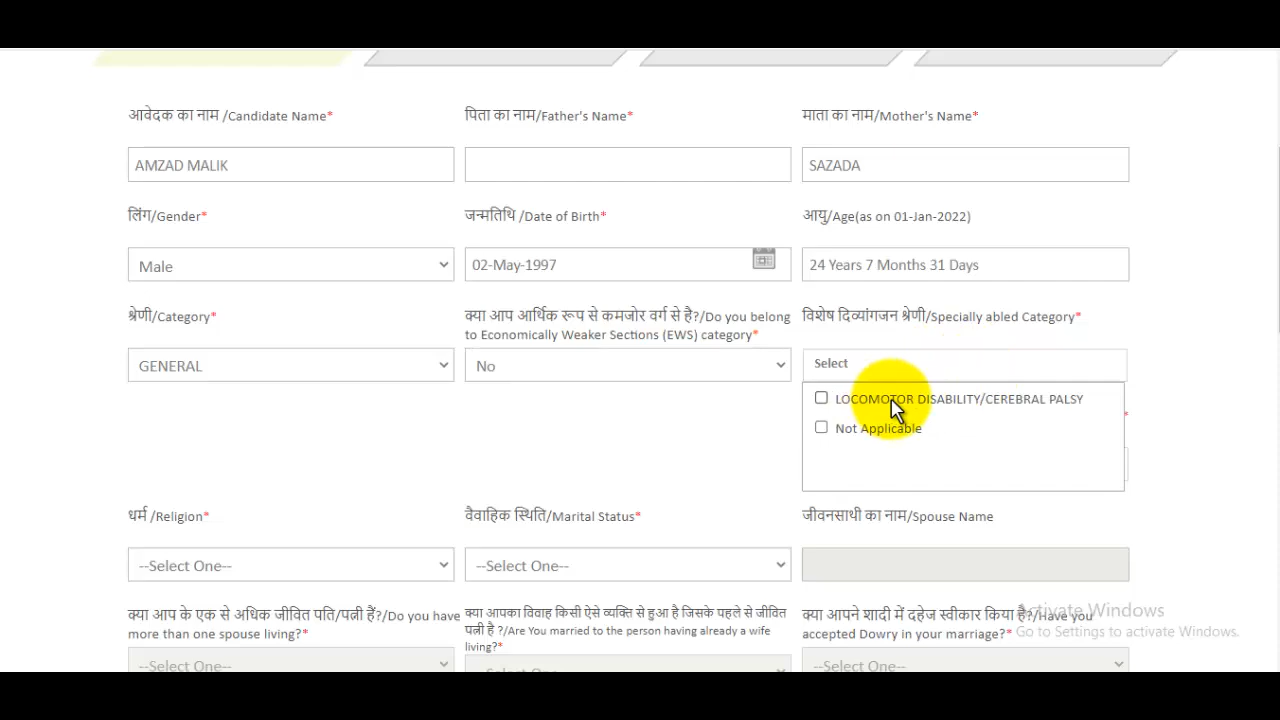 आवेदक का नाम /Candidate Name*
पिता का नाम/Father's Name*
माता का नाम/Mother's Name*
AMZAD MALIK
SAZADA
लिंग/Gender*
जन्मतिथि /Date of Birth*
आयु/Age(as on 01-Jan-2022)
Male
02-May-1997
24 Years 7 Months 31 Days
श्रेणी/Category*
क्या आप आर्थिक रूप से कमजोर वर्ग से है?/Do you belong
to Economically Weaker Sections (EWS) category*
विशेष दिव्यांगजन श्रेणी/Specially abled Category*
GENERAL
No
Select
LOCOMOTOR DISABILITY/CEREBRAL PALSY
*
Not Applicable
धर्म /Religion*
वैवाहिक स्थिति/Marital Status*
जीवनसाथी का नाम/Spouse Name
--Select One--
--Select One--
क्या आप के एक से अधिक जीवित पति/पत्नी हैं?/Do you have
more than one spouse living?*
क्या आपका विवाह किसी ऐसे व्यक्ति से हुआ है जिसके पहले से जीवित
पत्नी है ?/Are You married to the person having already a wife
living?*
क्या आपने शादी में दहेज स्वीकार किया है?/Have you
accepted Dowry in your marriage?*
Activate Windows
Go to Settings to activate Windows.
--Select One--
--Select One--
--Select One--